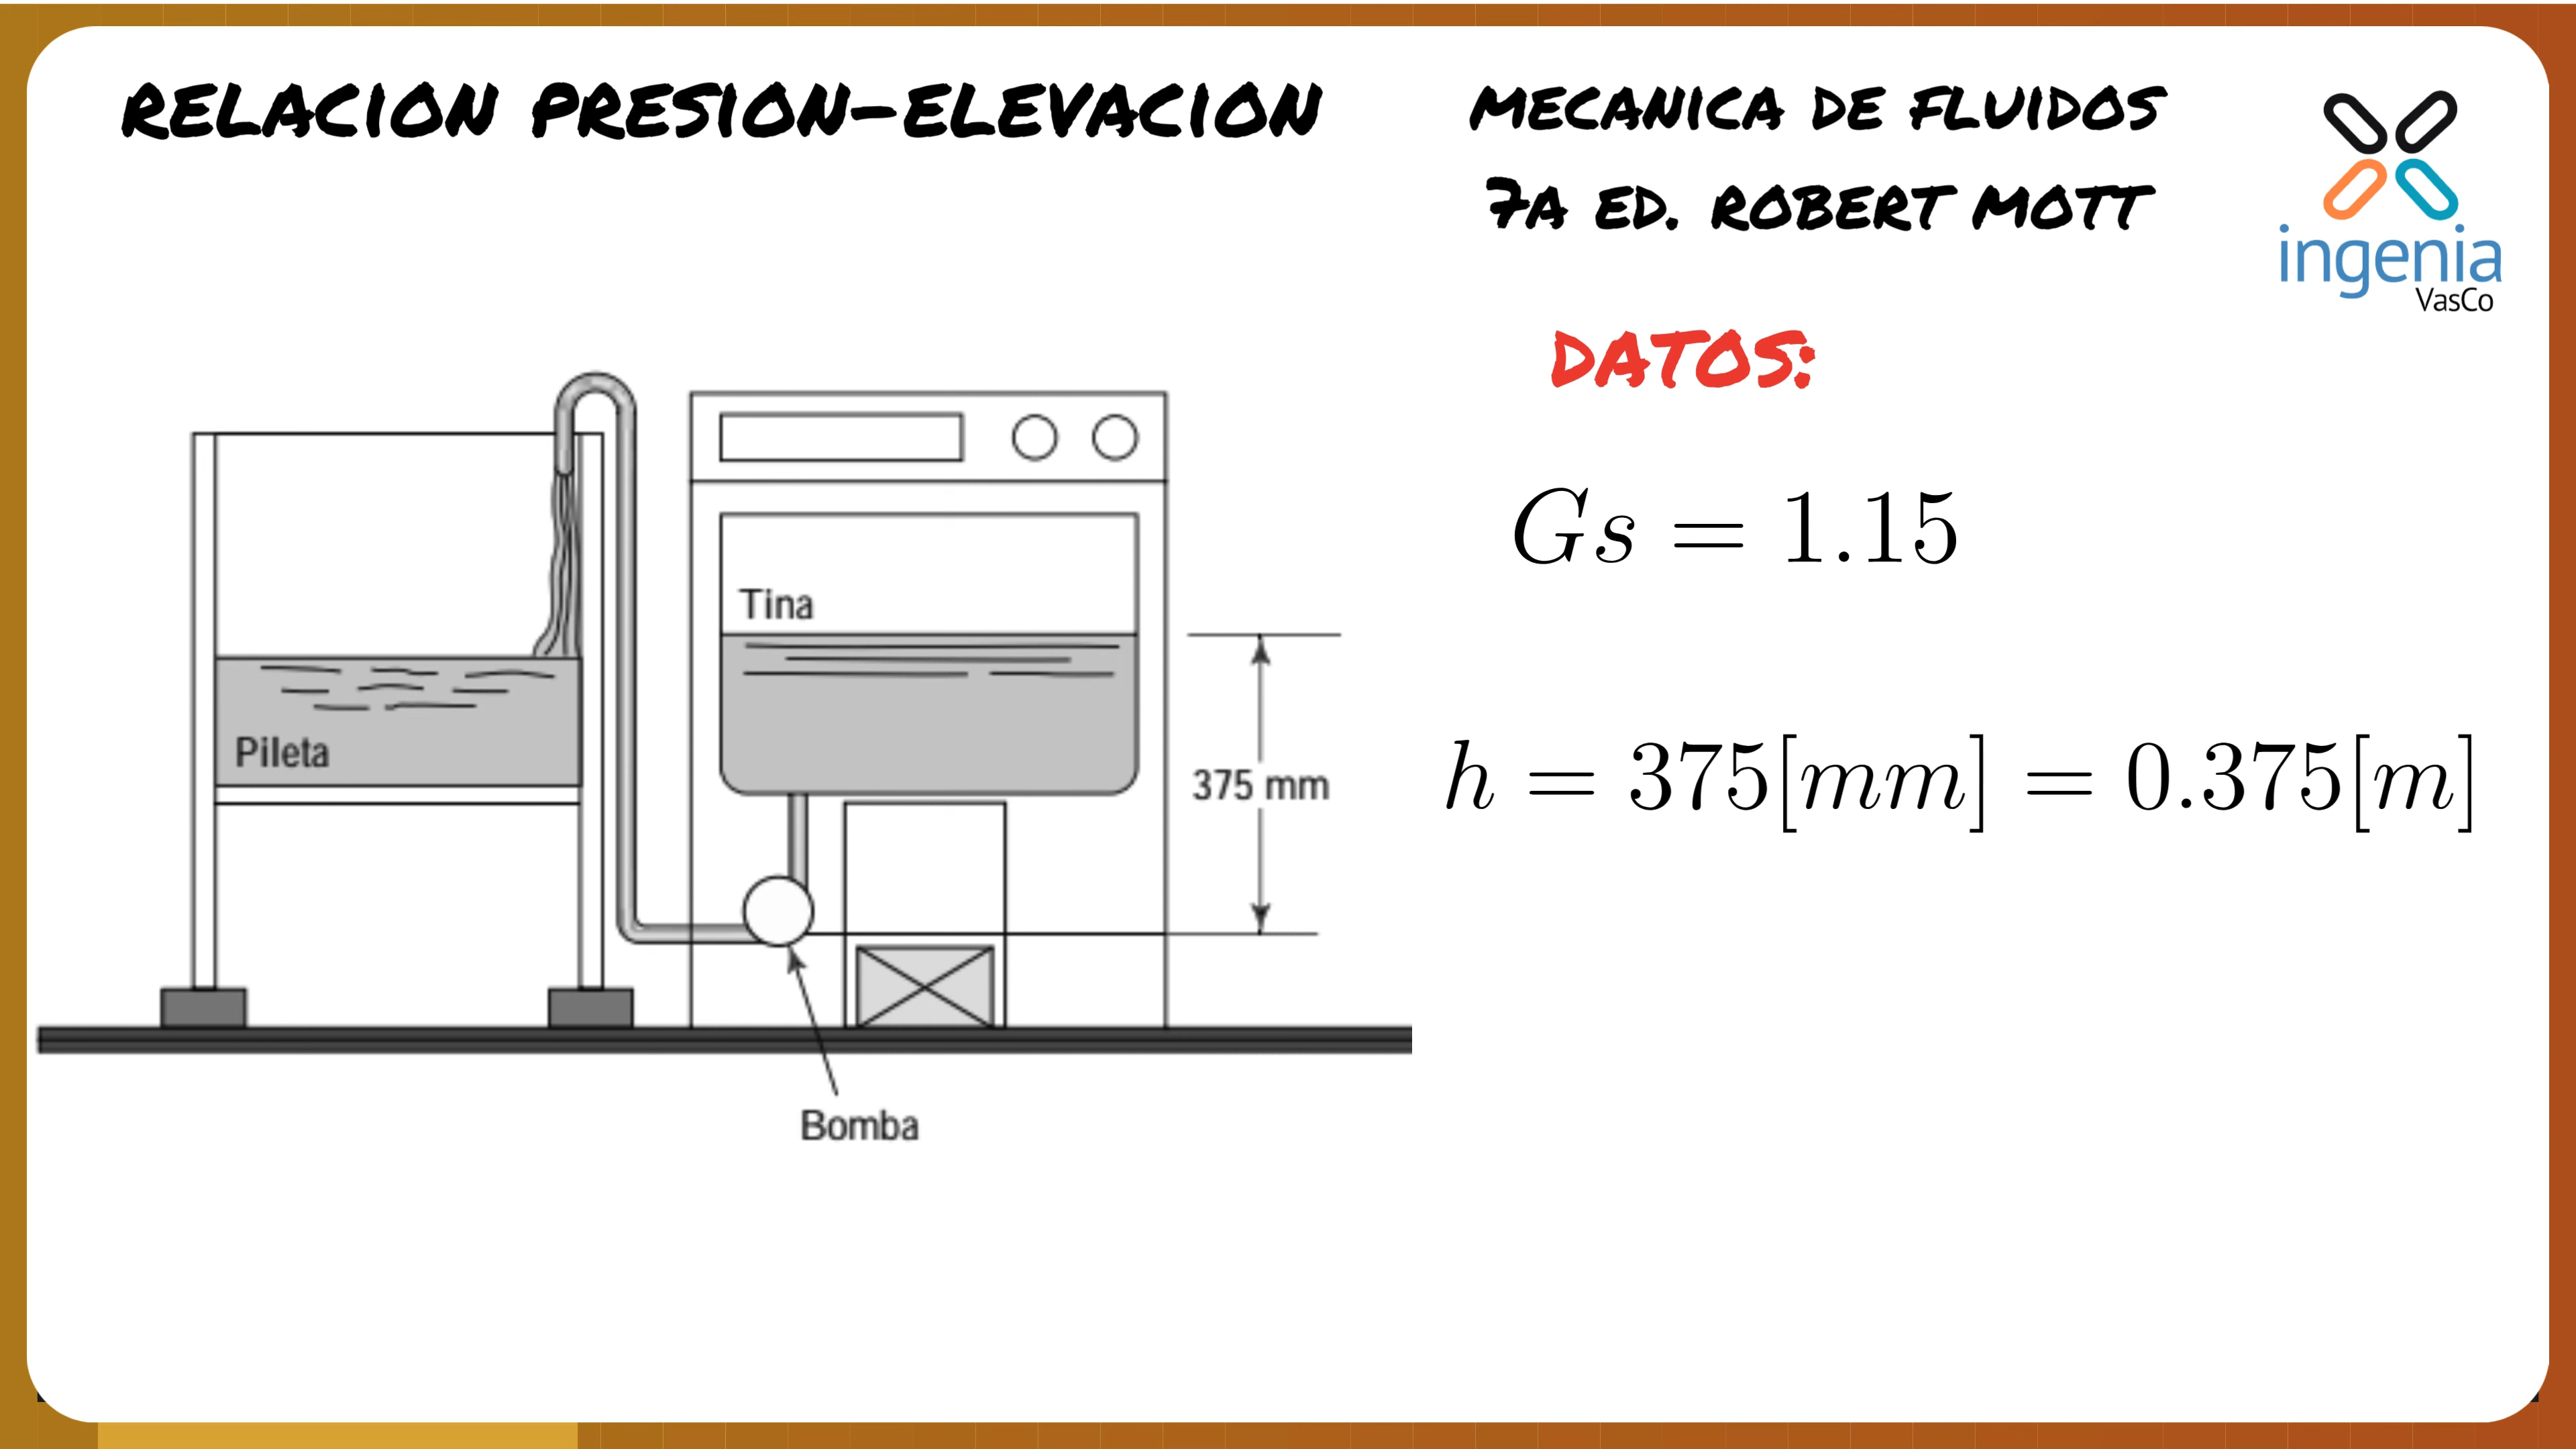 RELACION PRESION-ELEVACION
MECANICA DE FLUIDOS
7A ED. ROBERT MOTT
ingenia
VasCo
DATOS:
Gs = 1.15
h = 375[mm] = 0.375[m]
Tina
Pileta
375 mm
Bomba